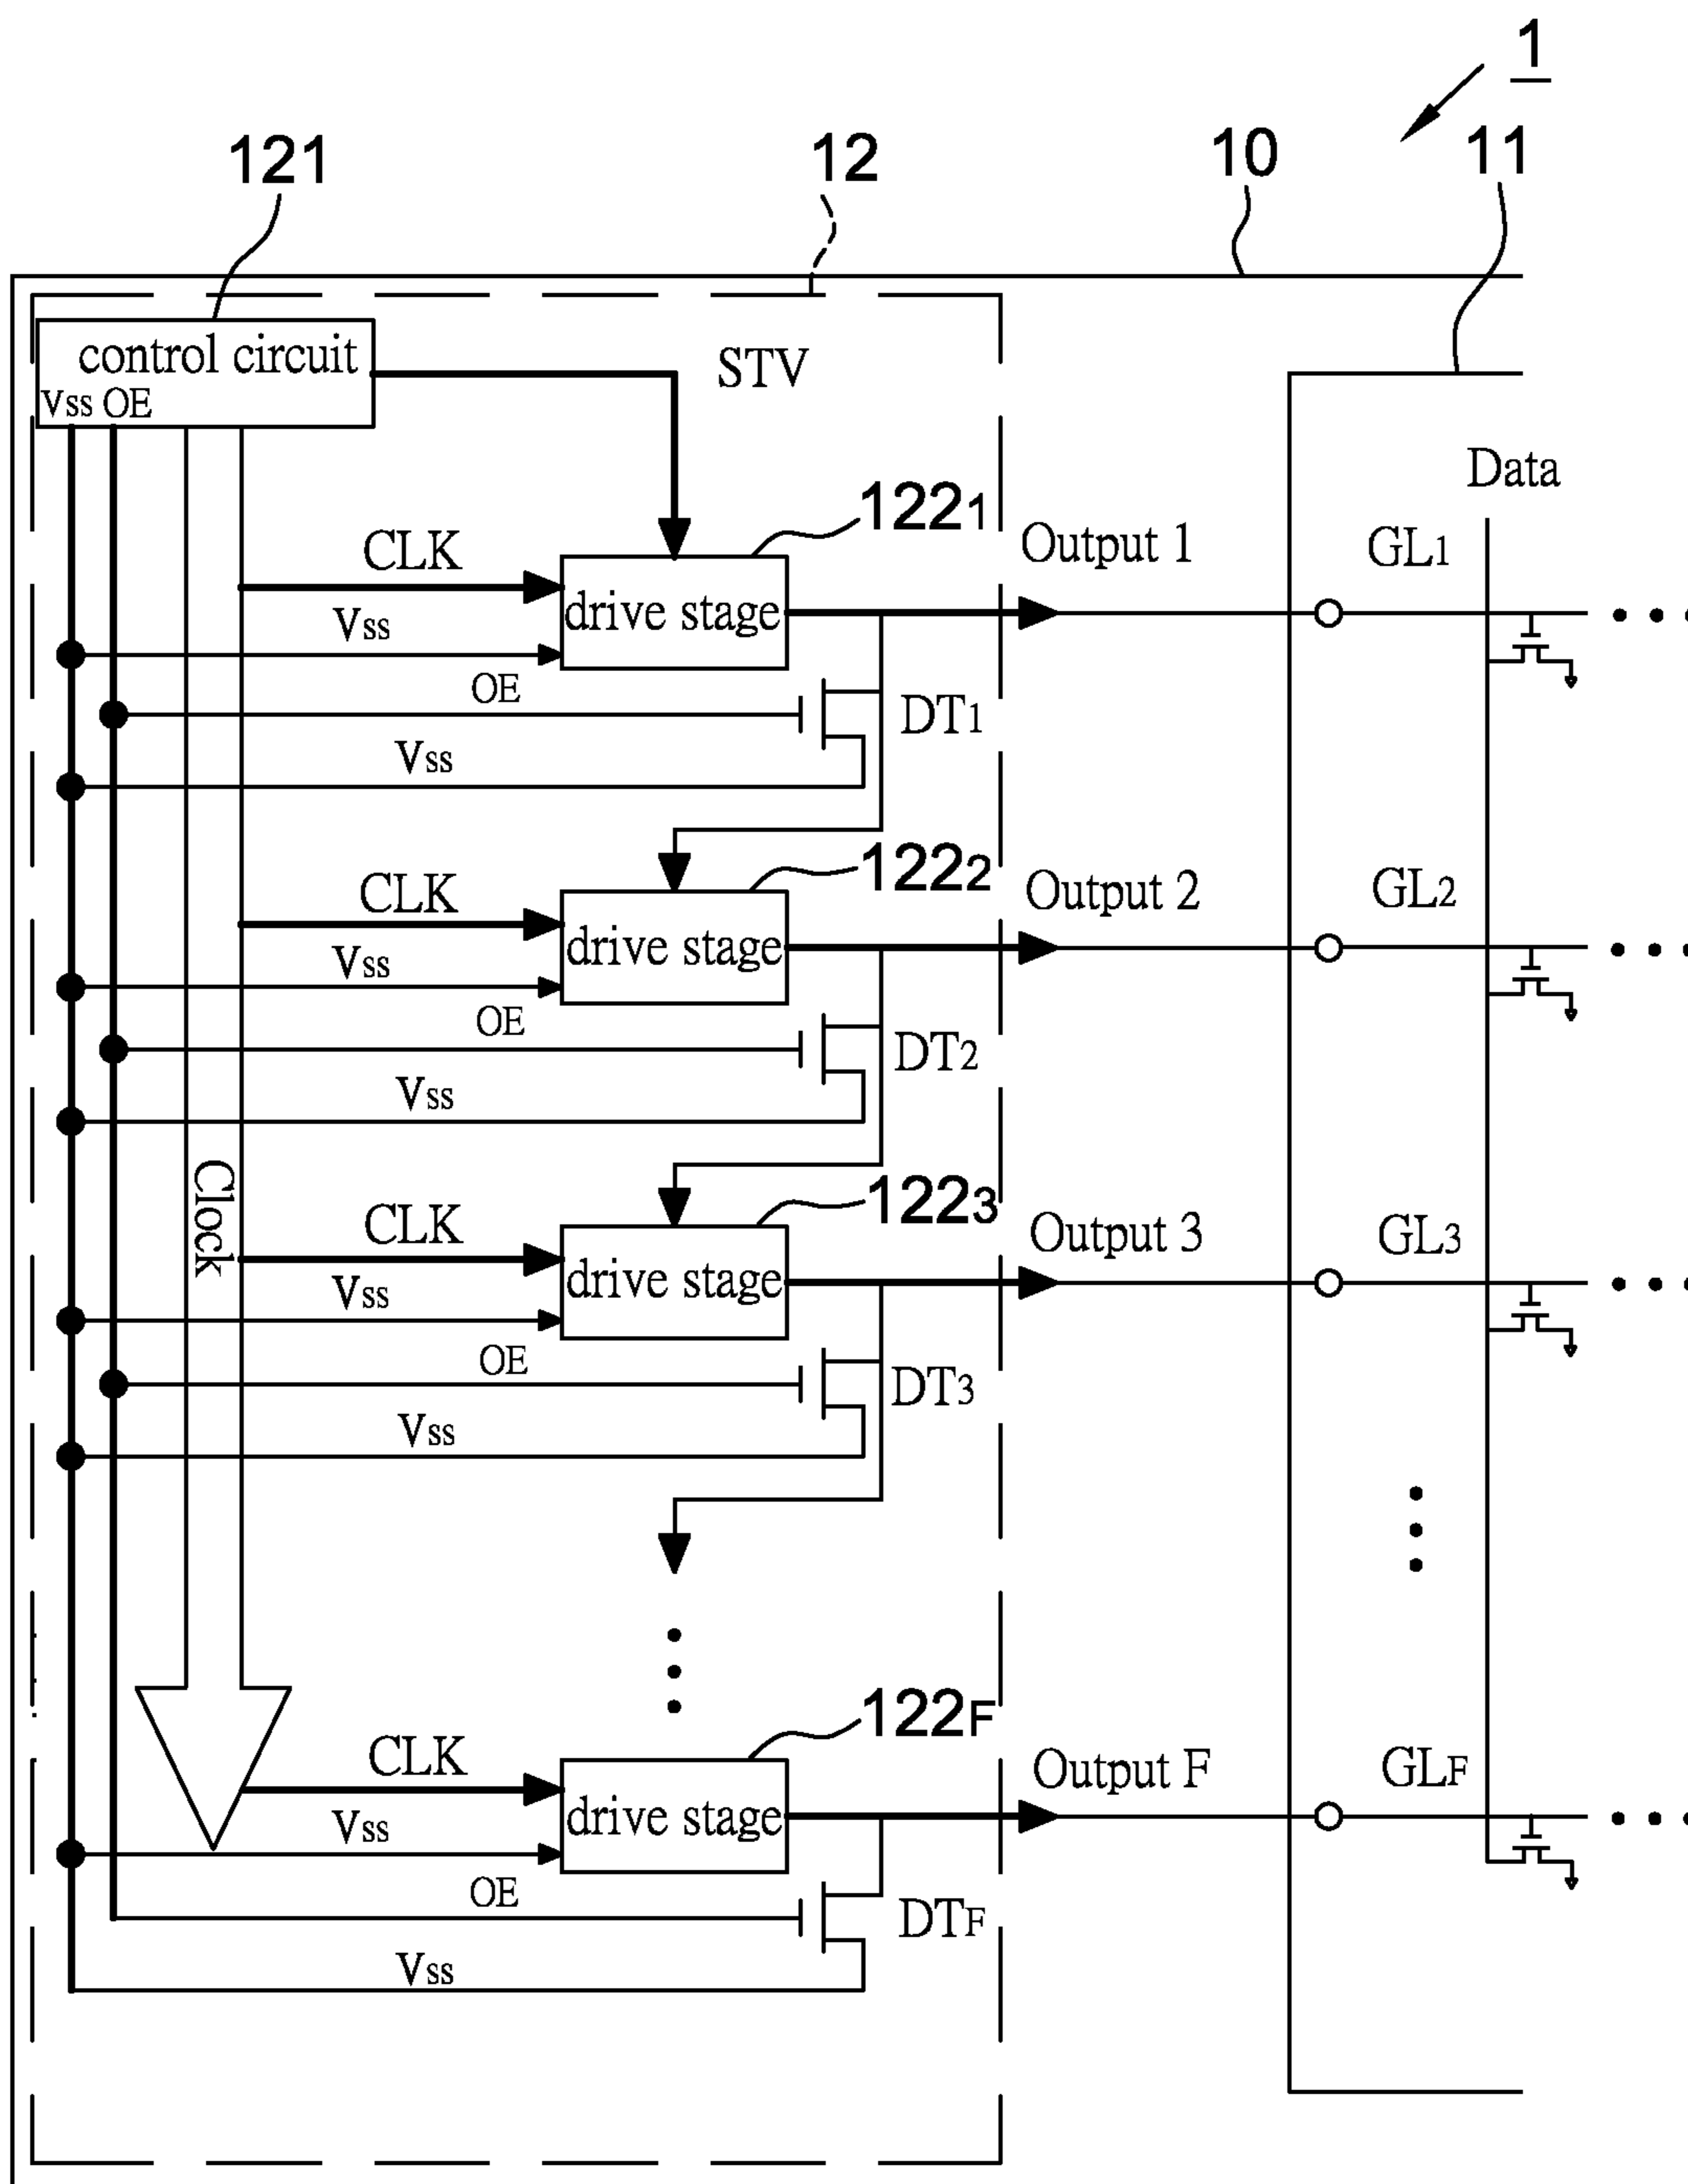 1
121
12
10
11
control circuit
Vss OE
STV
Data
1221
CLK
Output 1
GL1
drive stage
Vss
OE
DT1
Vss
1222
CLK
Output 2
GL2
drive stage
Vss
OE
DT2
Vss
Clock
1223
CLK
Output 3
GL3
drive stage
Vss
OE
DT3
Vss
122F
CLK
Output F
GLF
drive stage
Vss
OE
DTF
Vss